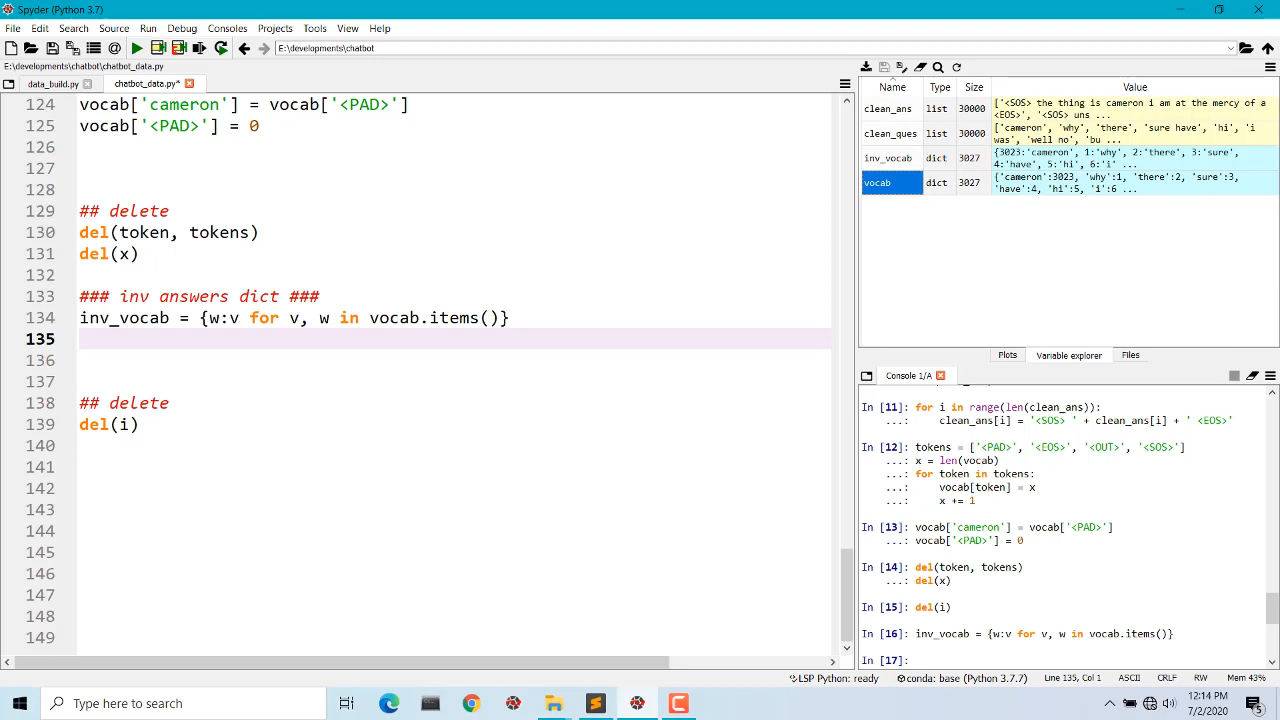 Spyder (Python 3.7)
File Edit Search Source Run Debug Consoles Projects Tools View Help
E:\developments\chatbot
E:\developments\chatbot\chatbot_data.py
data_build.py chatbot_data.py*
124 vocab['cameron'] = vocab['<PAD>']
125 vocab['<PAD>'] = 0
126
127
128
129 ## delete
130 del(token, tokens)
131 del(x)
132
133 ### inv answers dict ###
134 inv_vocab = {w:v for v, w in vocab.items()}
135
136
137
138 ## delete
139 del(i)
140
141
142
143
144
145
146
147
148
149
Name Type Size Value
clean_ans list 30000 ['<SOS> the thing is cameron i am at the mercy of a
<EOS>', '<SOS> uns ...
clean_ques list 30000 ['cameron', 'why', 'there', 'sure have', 'hi', 'i
was', 'well no', 'bu ...
inv_vocab dict 3027 {3023:'cameron', 1:'why', 2:'there', 3:'sure',
4:'have', 5:'hi', 6:'i' ...
vocab dict 3027 {'cameron':3023, 'why':1, 'there':2, 'sure':3,
'have':4, 'hi':5, 'i':6 ...
Plots Variable explorer Files
Console 1/A
In [11]: for i in range(len(clean_ans)):
...: clean_ans[i] = '<SOS> ' + clean_ans[i] + ' <EOS>'
In [12]: tokens = ['<PAD>', '<EOS>', '<OUT>', '<SOS>']
...: x = len(vocab)
...: for token in tokens:
...: vocab[token] = x
...: x += 1
In [13]: vocab['cameron'] = vocab['<PAD>']
...: vocab['<PAD>'] = 0
In [14]: del(token, tokens)
...: del(x)
In [15]: del(i)
In [16]: inv_vocab = {w:v for v, w in vocab.items()}
In [17]:
LSP Python: ready conda: base (Python 3.7.7) Line 135, Col 1 ASCII CRLF RW Mem 43%
Type here to search
12:14 PM
7/2/2020
5